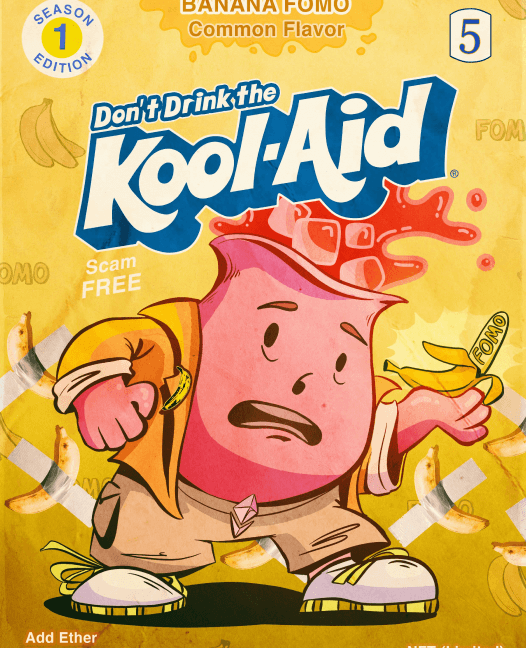 BANANA FOMO
Common Flavor
SEASON
1
EDITION
5
Don't Drink the
Kool-Aid
®
FOM
Scam
FREE
OMO
FOMO
Add Ether